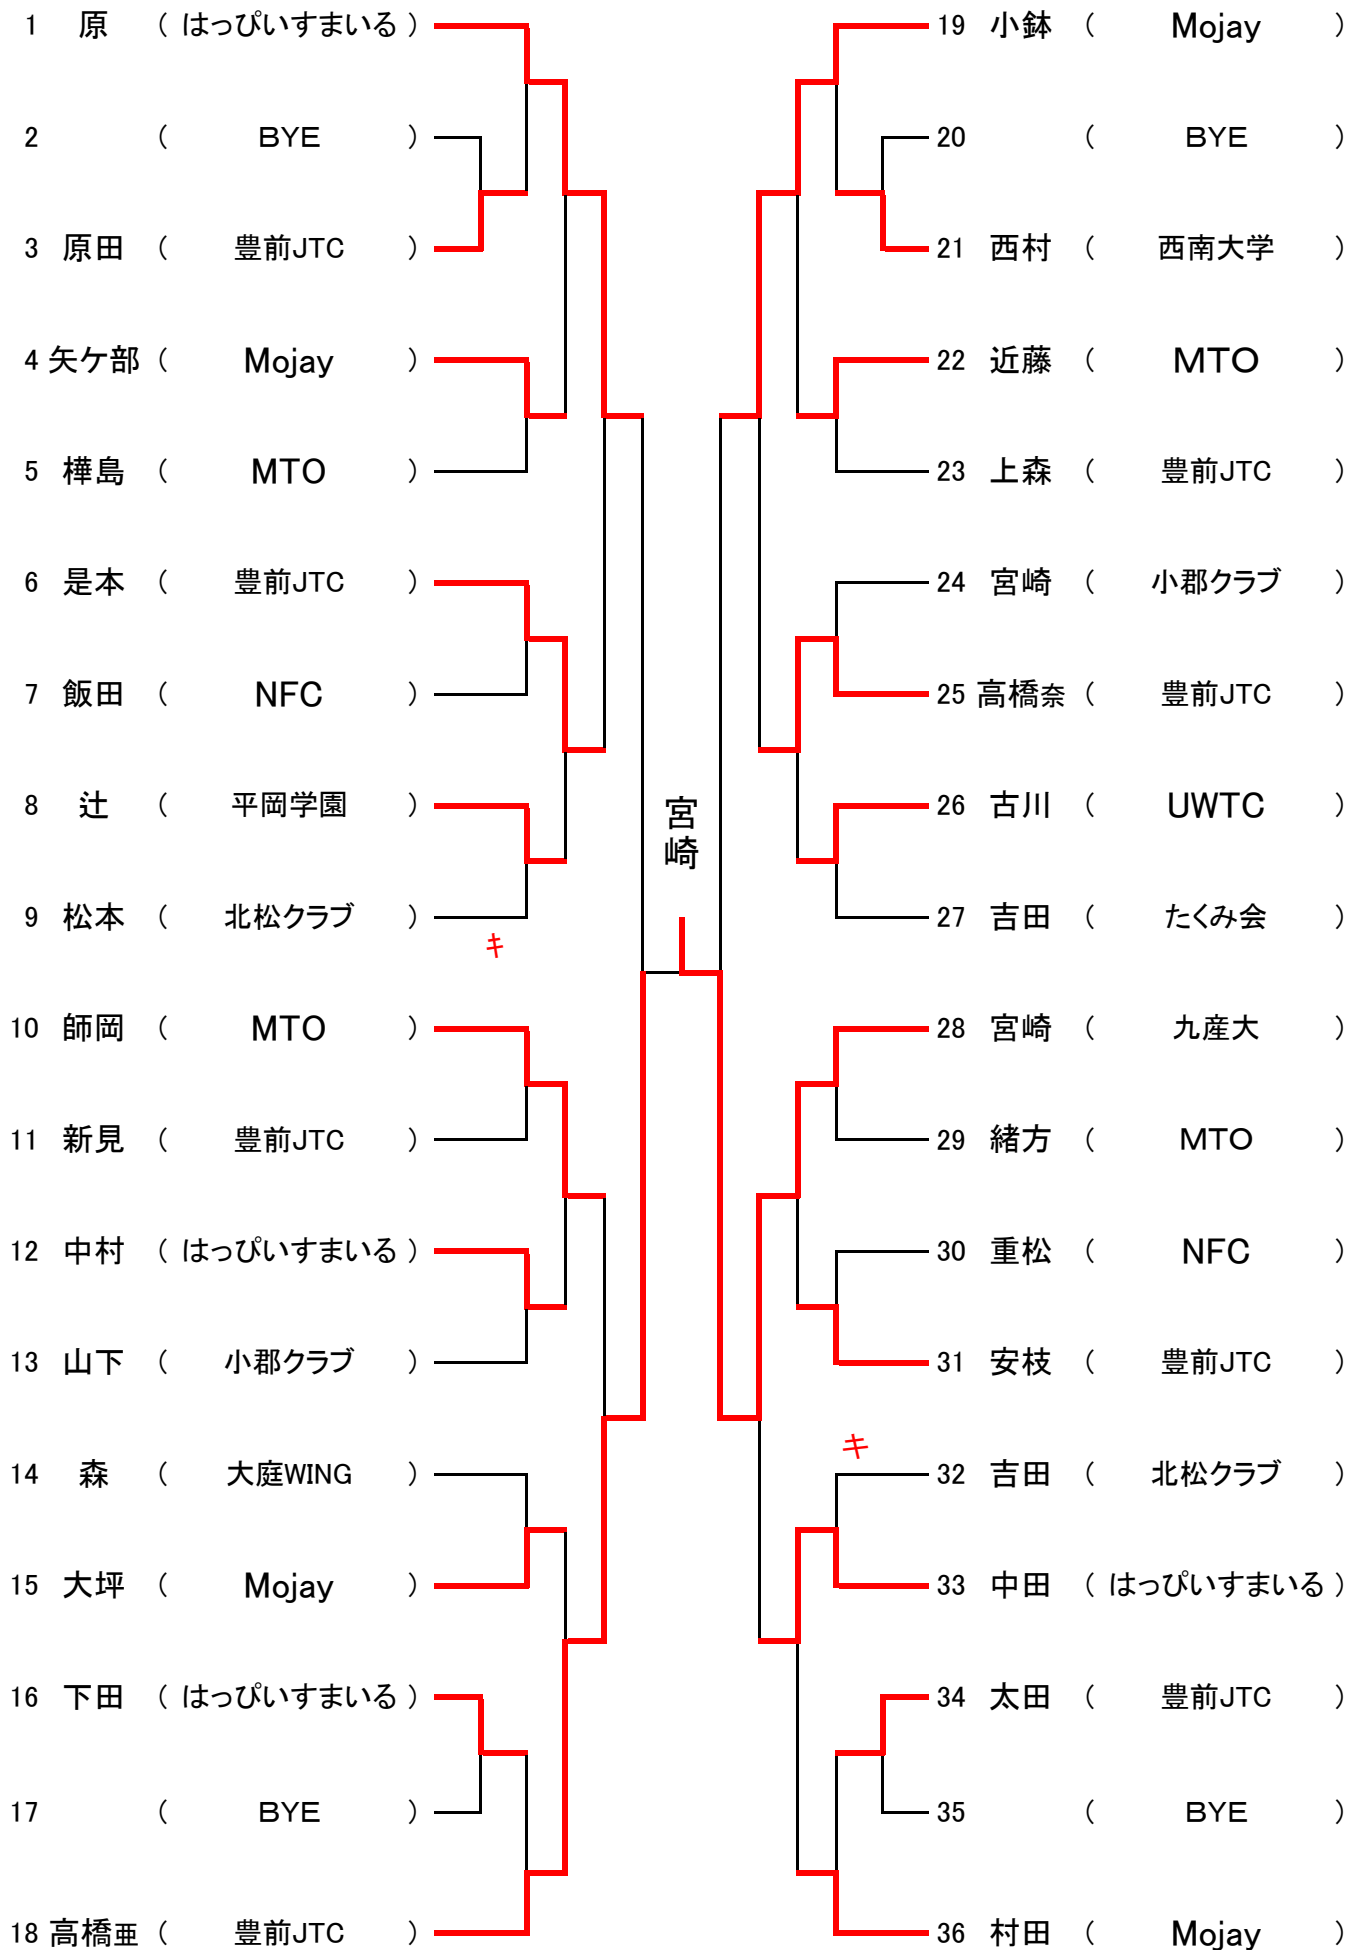 1 原 ( はっぴいすまいる )
2 ( BYE )
3 原田 ( 豊前JTC )
4 矢ケ部 ( Mojay )
5 樺島 ( MTO )
6 是本 ( 豊前JTC )
7 飯田 ( NFC )
8 辻 ( 平岡学園 )
9 松本 ( 北松クラブ )
キ
10 師岡 ( MTO )
11 新見 ( 豊前JTC )
12 中村 ( はっぴいすまいる )
13 山下 ( 小郡クラブ )
14 森 ( 大庭WING )
15 大坪 ( Mojay )
16 下田 ( はっぴいすまいる )
17 ( BYE )
18 高橋亜 ( 豊前JTC )
宮崎
19 小鉢 ( Mojay )
20 ( BYE )
21 西村 ( 西南大学 )
22 近藤 ( MTO )
23 上森 ( 豊前JTC )
24 宮崎 ( 小郡クラブ )
25 高橋奈 ( 豊前JTC )
26 古川 ( UWTC )
27 吉田 ( たくみ会 )
28 宮崎 ( 九産大 )
29 緒方 ( MTO )
30 重松 ( NFC )
31 安枝 ( 豊前JTC )
キ
32 吉田 ( 北松クラブ )
33 中田 ( はっぴいすまいる )
34 太田 ( 豊前JTC )
35 ( BYE )
36 村田 ( Mojay )